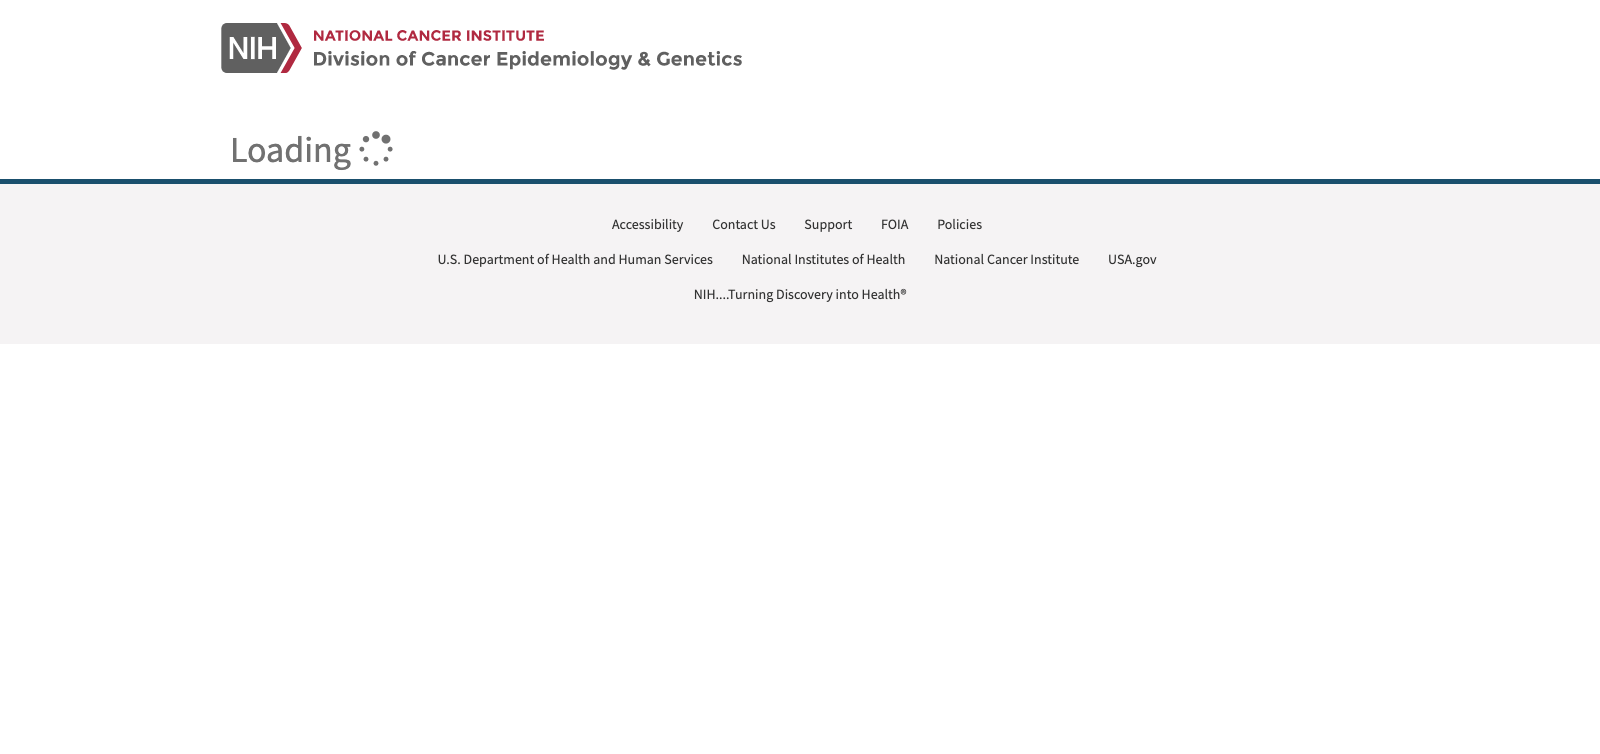 NIH NATIONAL CANCER INSTITUTE
Division of Cancer Epidemiology & Genetics
Loading
Accessibility Contact Us Support FOIA Policies
U.S. Department of Health and Human Services National Institutes of Health National Cancer Institute USA.gov
NIH....Turning Discovery into Health®